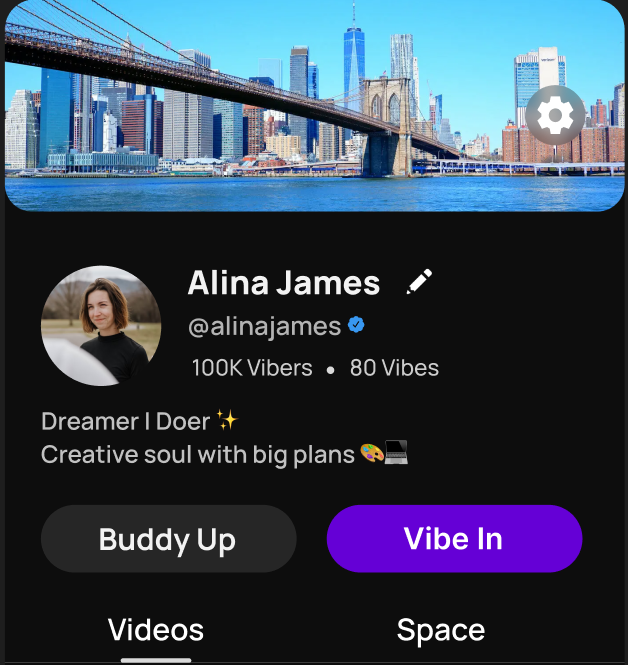 Alina James
@alinajames
100K Vibers • 80 Vibes
Dreamer | Doer ✨
Creative soul with big plans 🎨💻
Buddy Up
Vibe In
Videos
Space